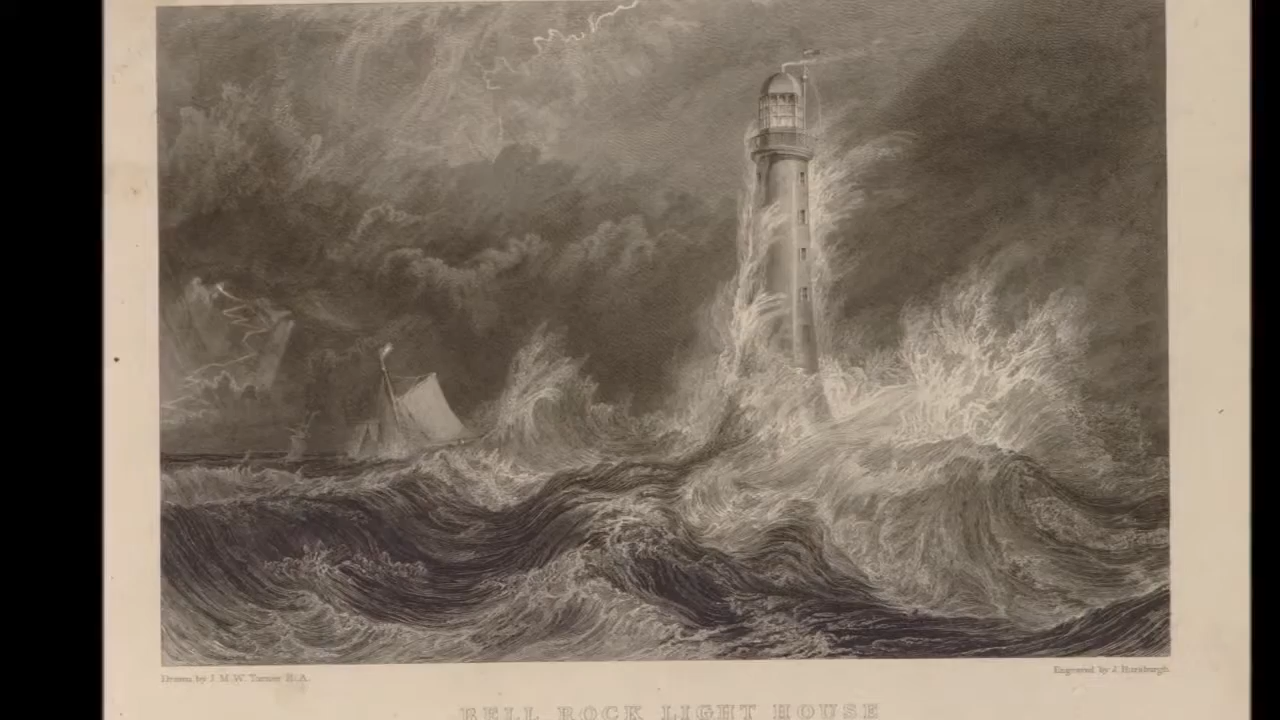 Drawn by J. M. W. Turner R. A.
Engraved by J. Horsburgh.
BELL ROCK LIGHT HOUSE